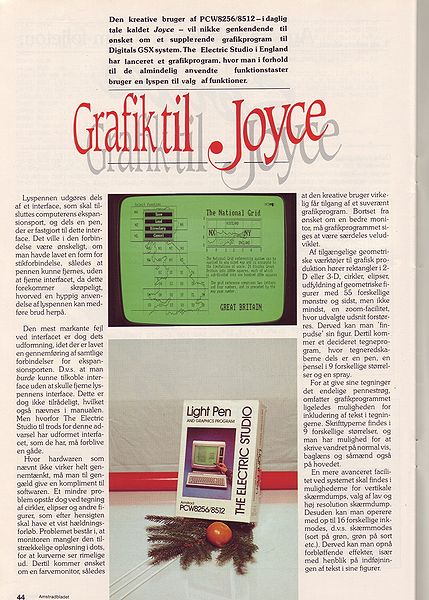 Den kreative bruger af PCW8256/8512 – i daglig
tale kaldet Joyce – vil nikke genkendende til
ønsket om et supplerende grafikprogram til
Digitals GSX system. The Electric Studio i England
har lanceret et grafikprogram, hvor man i forhold
til de almindelig anvendte funktionstaster
bruger en lyspen til valg af funktioner.
Grafik til Joyce
Lyspennen udgøres dels
af et interface, som skal til-
sluttes computerens ekspan-
sionsport, og dels en pen,
der er fastgjort til dette inter-
face. Det ville i den forbin-
delse være ønskeligt, om
man havde lavet en form for
stikforbindelse, således at
pennen kunne fjernes, uden
at fjerne interfacet, da dette
forekommer skrøpeligt,
hvorved en hyppig anven-
delse af lyspennen kan med-
føre brud herpå.
Den mest markante fejl
ved interfacet er dog dets
udformning, idet der er lavet
en gennemføring af samtlige
forbindelser for ekspan-
sionsporten. D.v.s. at man
burde kunne tilkoble inter-
face uden at skulle fjerne lys-
pennens interface. Dette er
dog ikke tilrådeligt, hvilket
også nævnes i manualen.
Men hvorfor The Electric
Studio til trods for denne ad-
varsel har udformet interfa-
cet, som de har, må forblive
en gåde.
Hvor hardwaren som
nævnt ikke virker helt gen-
nemtænkt, må man til gen-
gæld give en kompliment til
softwaren. Et mindre pro-
blem opstår dog ved tegning
af cirkler, elipser og andre fi-
gurer, som efter hensigten
skal have et vist hældnings-
forløb. Problemet består i, at
monitoren mangler den til-
strækkelige opløsning i dots,
for at kurverne ser rimelige
ud. Dertil kommer ønsket
om en farvemonitor, således
Select Function
The National Grid
SCOTLAND
NX
NY
ENGLAND
The National Grid
GREAT BRITAIN
Light Pen
AND GRAPHICS PROGRAM
THE ELECTRIC STUDIO
Amstrad
PCW8256/8512
at den kreative bruger virke-
lig får tilgang af et suverænt
grafikprogram. Bortset fra
ønsket om en bedre moni-
tor, må grafikprogrammet si-
ges at være særdeles velud-
viklet.
Af tilgængelige geometri-
ske værktøjer til grafik pro-
duktion hører rektangler i 2-
D eller 3-D, cirkler, elipser,
udfyldning af geometriske fi-
gurer med 55 forskellige
mønstre og sidst, men ikke
mindst, en zoom-facilitet,
hvor udvalgte udsnit forstør-
res. Derved kan man 'fin-
pudse' sin figur. Dertil kom-
mer et decideret tegnepro-
gram, hvor tegneredska-
berne dels er en pen, en
pensel i 9 forskellige størrel-
ser og en spray.
For at give sine tegninger
det endelige pennestrøg,
omfatter grafikprogrammet
ligeledes muligheden for
inkludering af tekst i tegnin-
gerne. Skrifttyperne findes i
9 forskellige størrelser, og
man har mulighed for at
skrive vandret på normal vis,
baglæns og såmænd også
på hovedet.
En mere avanceret facili-
tet ved systemet skal findes i
mulighederne for vertikale
skærmdumps, valg af lav og
høj resolution skærmdump.
Desuden kan man operere
med op til 16 forskellige ink-
modes, d.v.s. skærmmodes
(sort på grøn, grøn på sort
etc.). Derved kan man opnå
forbløffende effekter, især
med henblik på indføjnin-
gen af tekst i sine figurer.
44 Amstradbladet